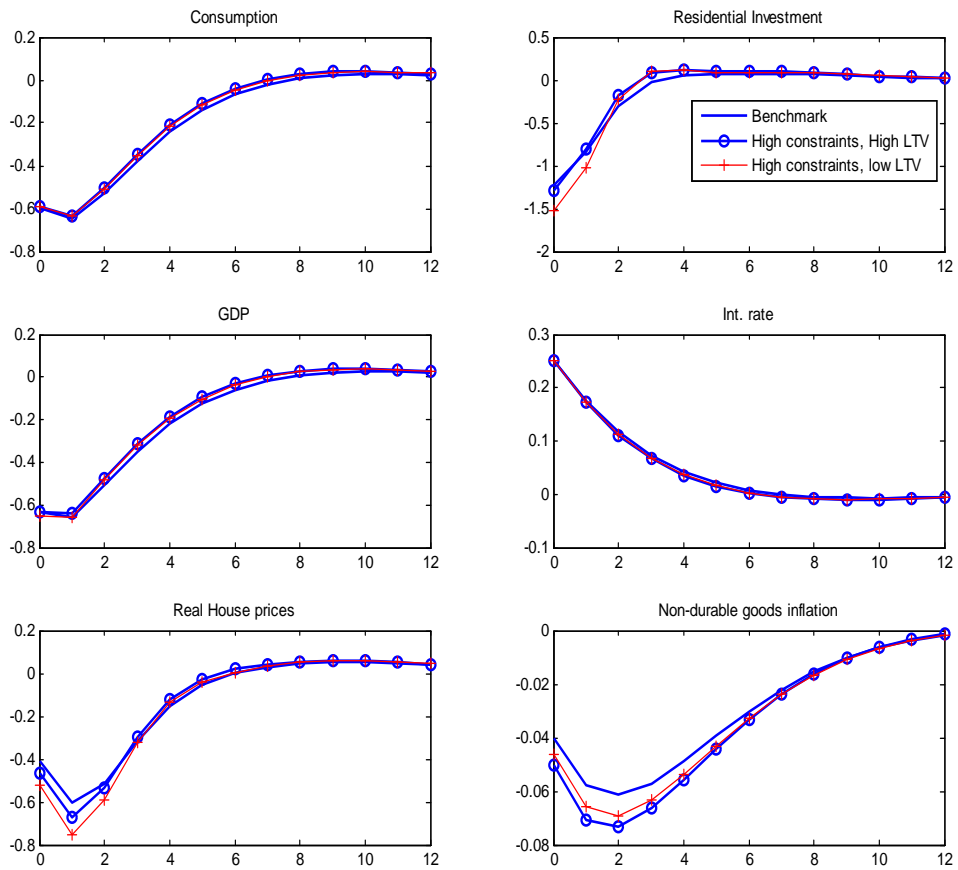 Consumption
0.2
0
-0.2
-0.4
-0.6
-0.8
0 2 4 6 8 10 12
Residential Investment
0.5
0
-0.5
-1
-1.5
-2
0 2 4 6 8 10 12
Benchmark
High constraints, High LTV
High constraints, low LTV
GDP
0.2
0
-0.2
-0.4
-0.6
-0.8
0 2 4 6 8 10 12
Int. rate
0.3
0.2
0.1
0
-0.1
0 2 4 6 8 10 12
Real House prices
0.2
0
-0.2
-0.4
-0.6
-0.8
0 2 4 6 8 10 12
Non-durable goods inflation
0
-0.02
-0.04
-0.06
-0.08
0 2 4 6 8 10 12